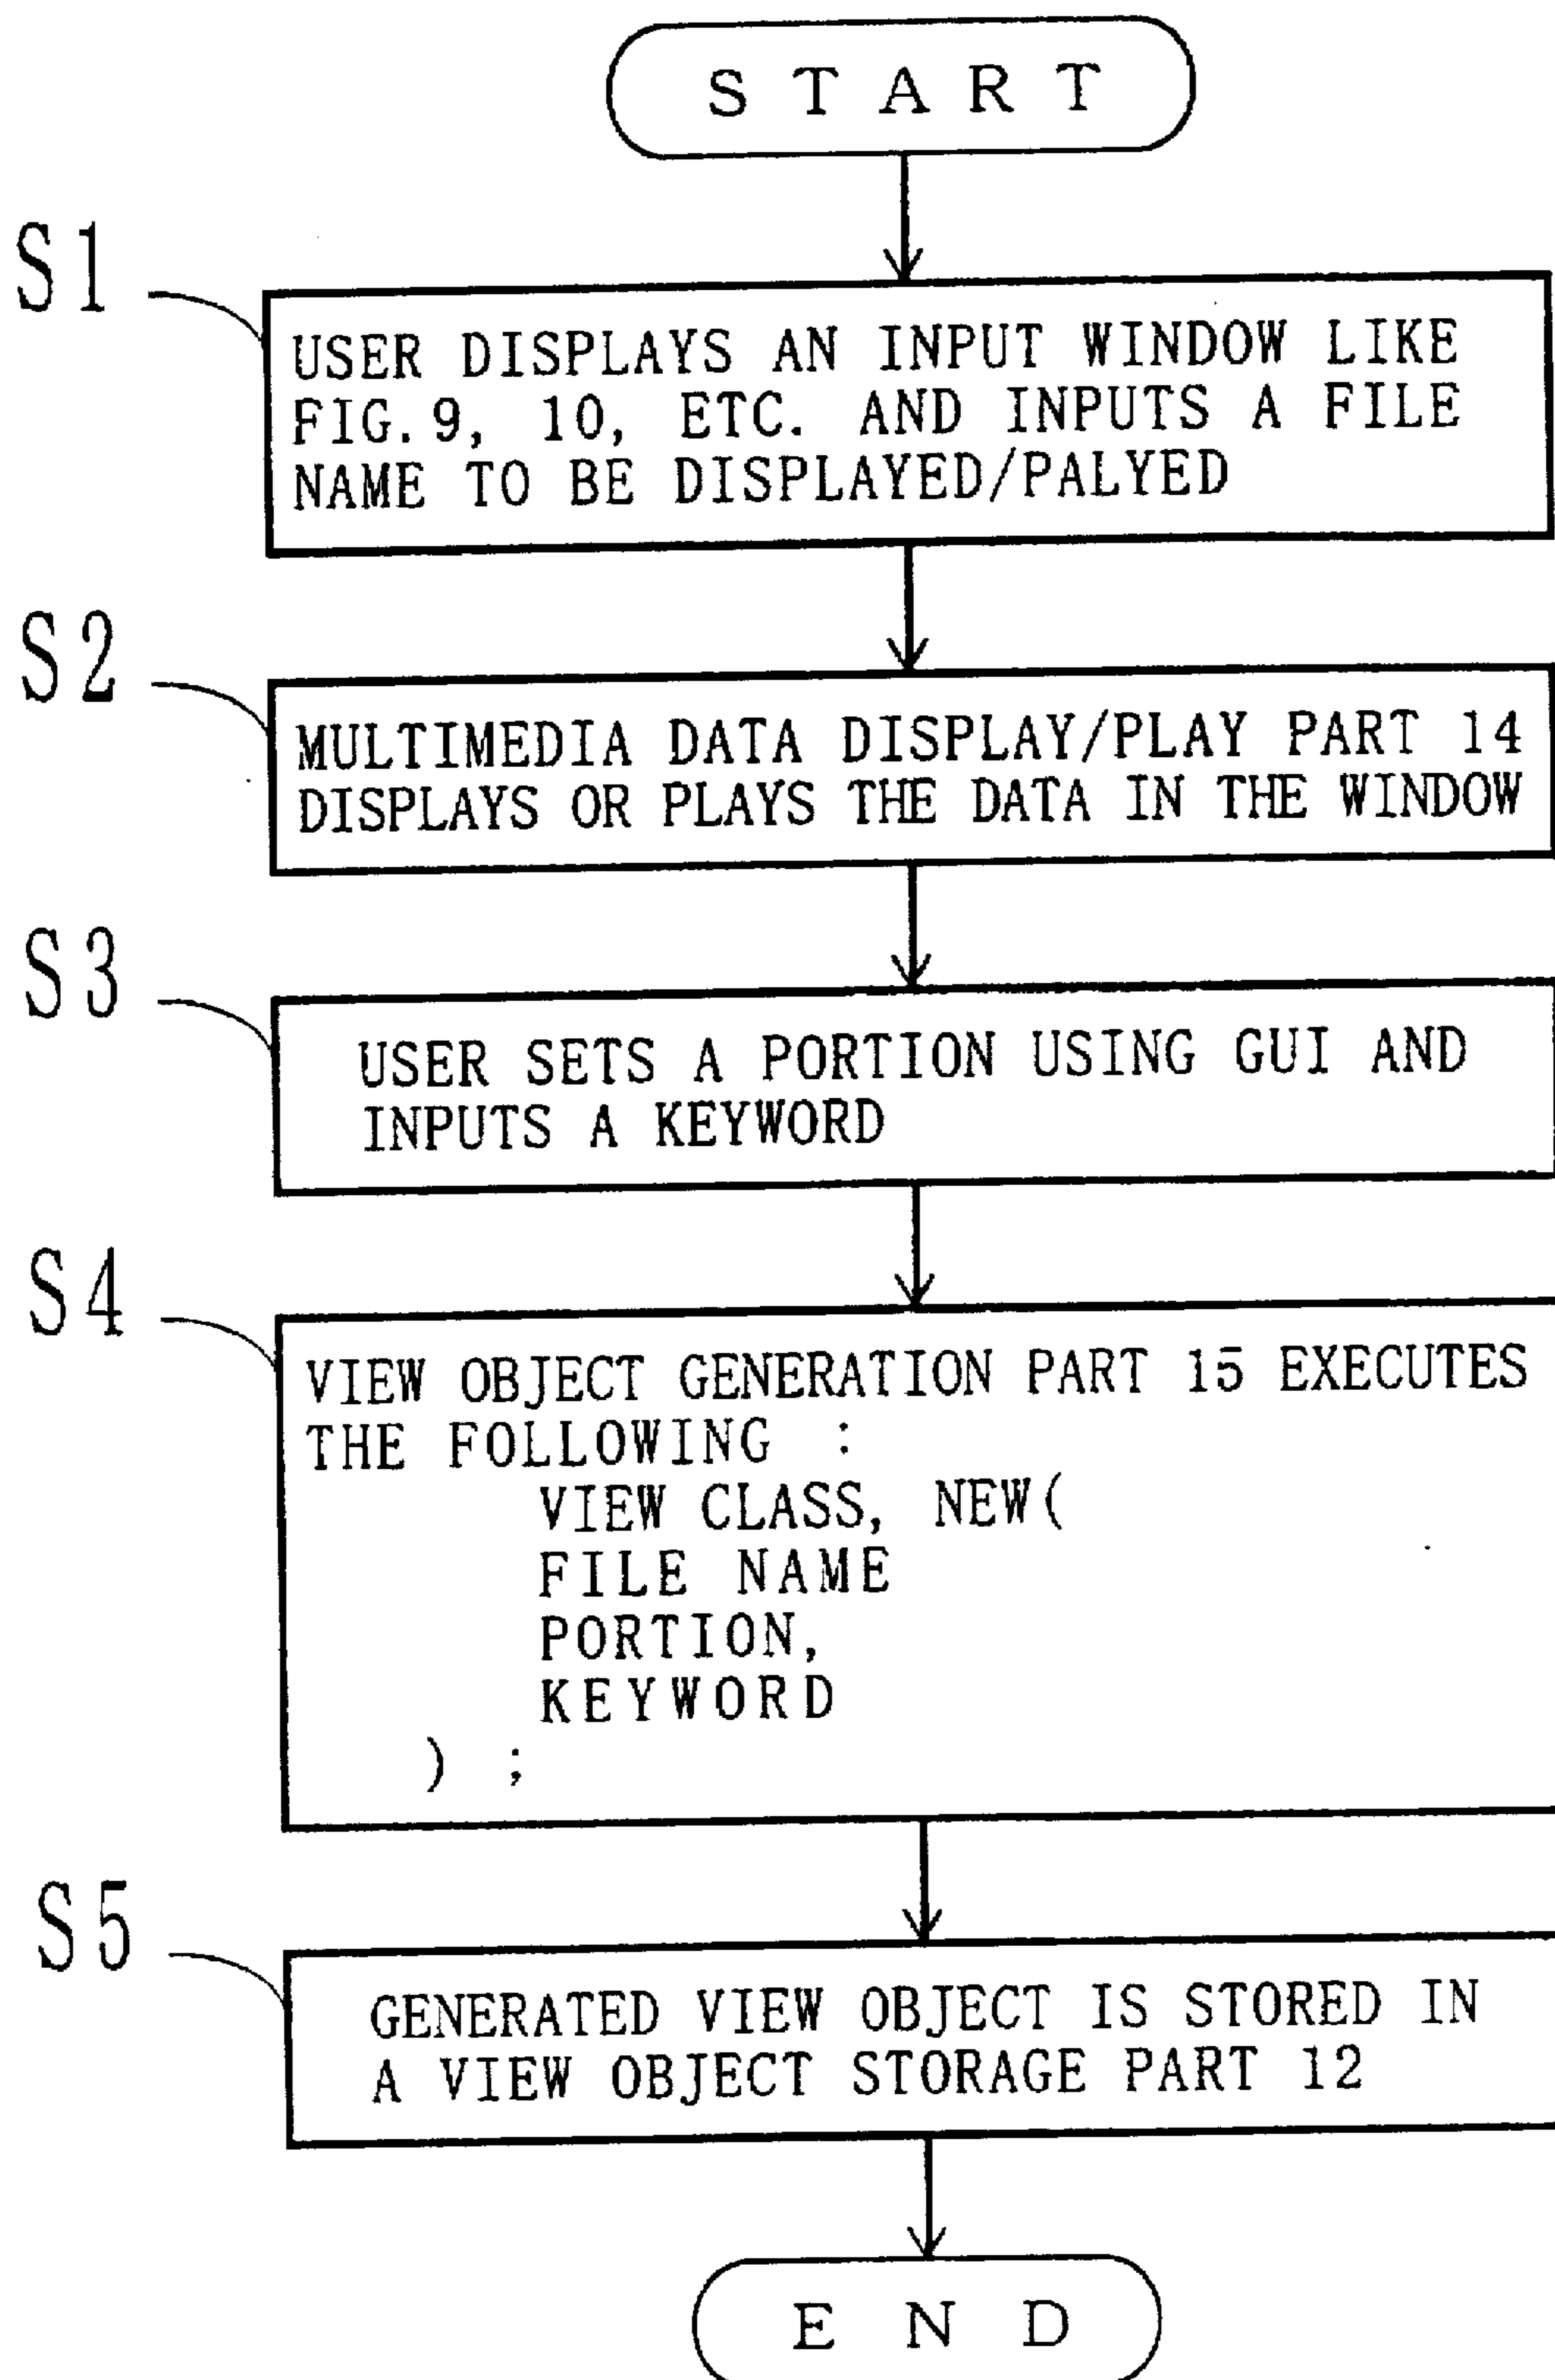 START
S1
USER DISPLAYS AN INPUT WINDOW LIKE
FIG.9, 10, ETC. AND INPUTS A FILE
NAME TO BE DISPLAYED/PALYED
S2
MULTIMEDIA DATA DISPLAY/PLAY PART 14
DISPLAYS OR PLAYS THE DATA IN THE WINDOW
S3
USER SETS A PORTION USING GUI AND
INPUTS A KEYWORD
S4
VIEW OBJECT GENERATION PART 15 EXECUTES
THE FOLLOWING :
VIEW CLASS, NEW(
FILE NAME
PORTION,
KEYWORD
) ;
S5
GENERATED VIEW OBJECT IS STORED IN
A VIEW OBJECT STORAGE PART 12
END